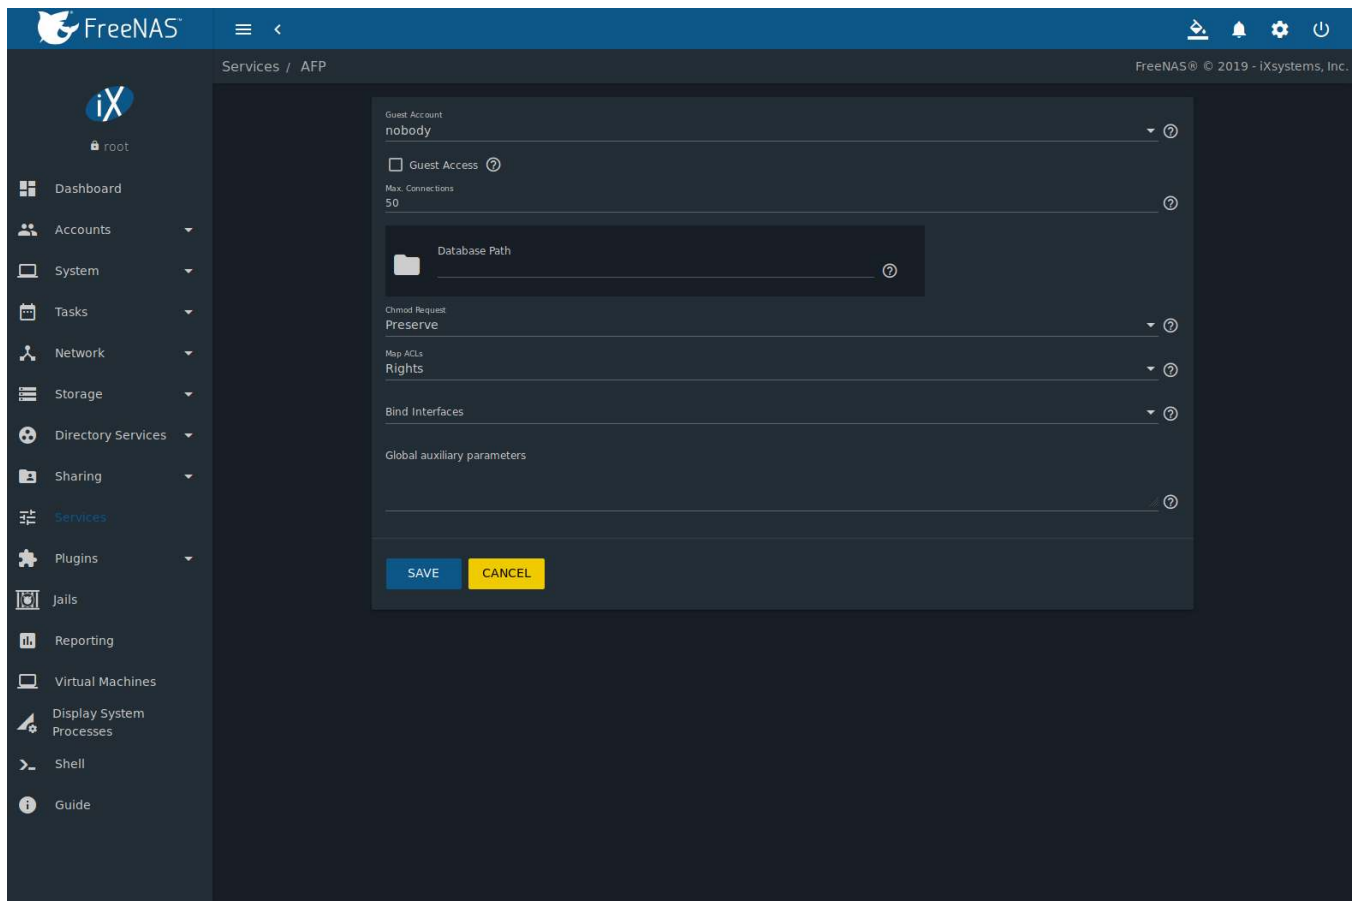 FreeNAS™
Services / AFP
FreeNAS® © 2019 - iXsystems, Inc.
iX
root
Dashboard
Accounts
System
Tasks
Network
Storage
Directory Services
Sharing
Services
Plugins
Jails
Reporting
Virtual Machines
Display System
Processes
Shell
Guide
Guest Account
nobody
Guest Access
Max. Connections
50
Database Path
Chmod Request
Preserve
Map ACLs
Rights
Bind Interfaces
Global auxiliary parameters
SAVE CANCEL